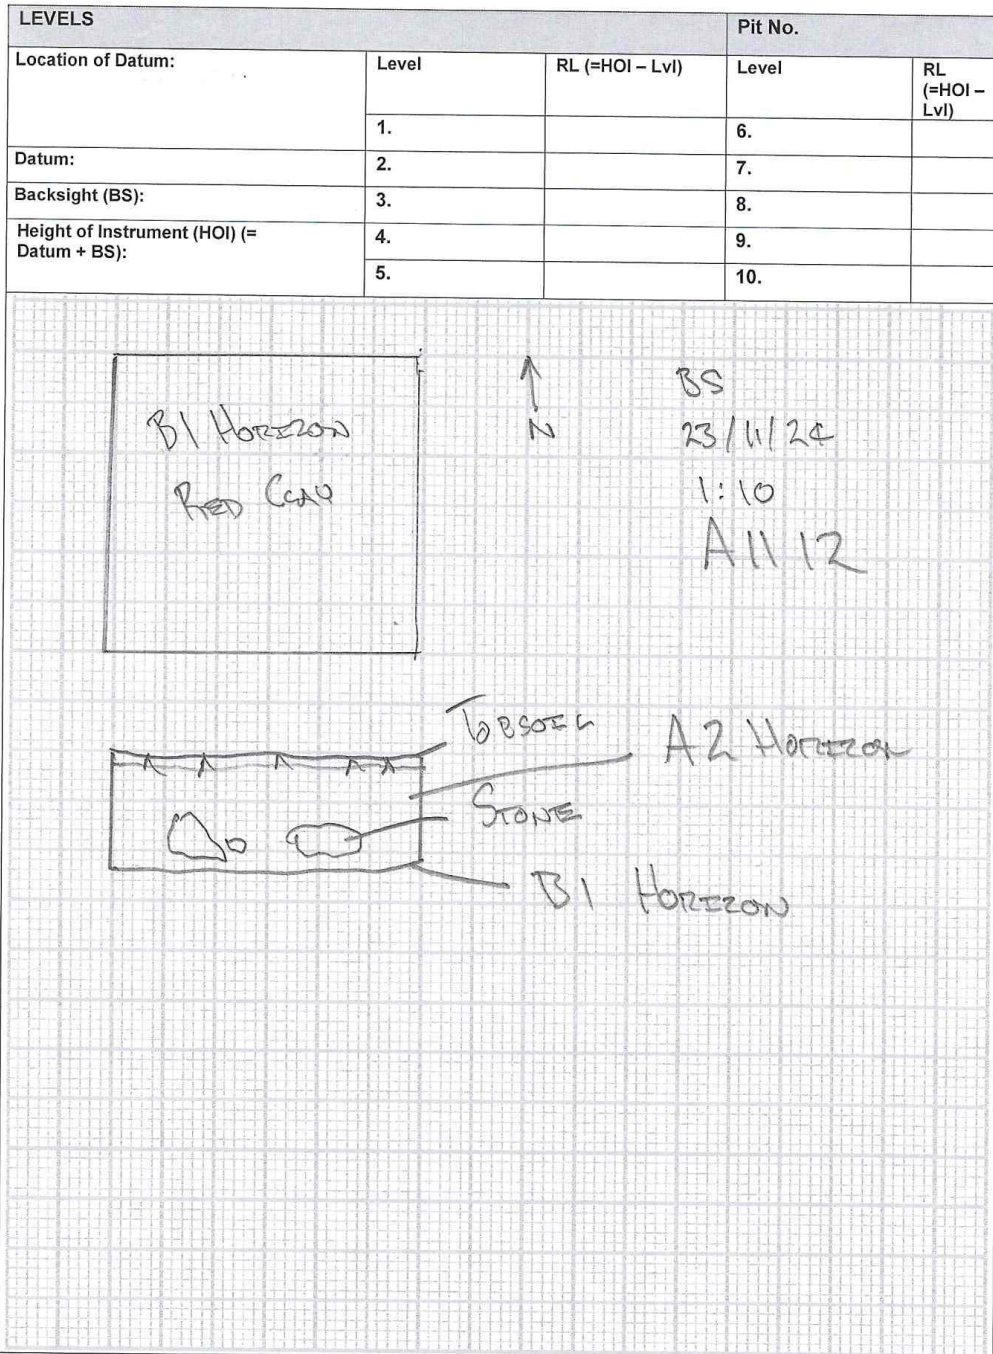 LEVELS
Pit No.
Location of Datum:
Level
RL (=HOI – Lvl)
Level
RL
(=HOI –
Lvl)
1.
6.
Datum:
2.
7.
Backsight (BS):
3.
8.
Height of Instrument (HOI) (=
Datum + BS):
4.
9.
5.
10.
B1 HORIZON
RED CLAY
N
BS
23/11/24
1:10
A11 12
TOPSOIL
A2 HORIZON
STONE
B1 HORIZON